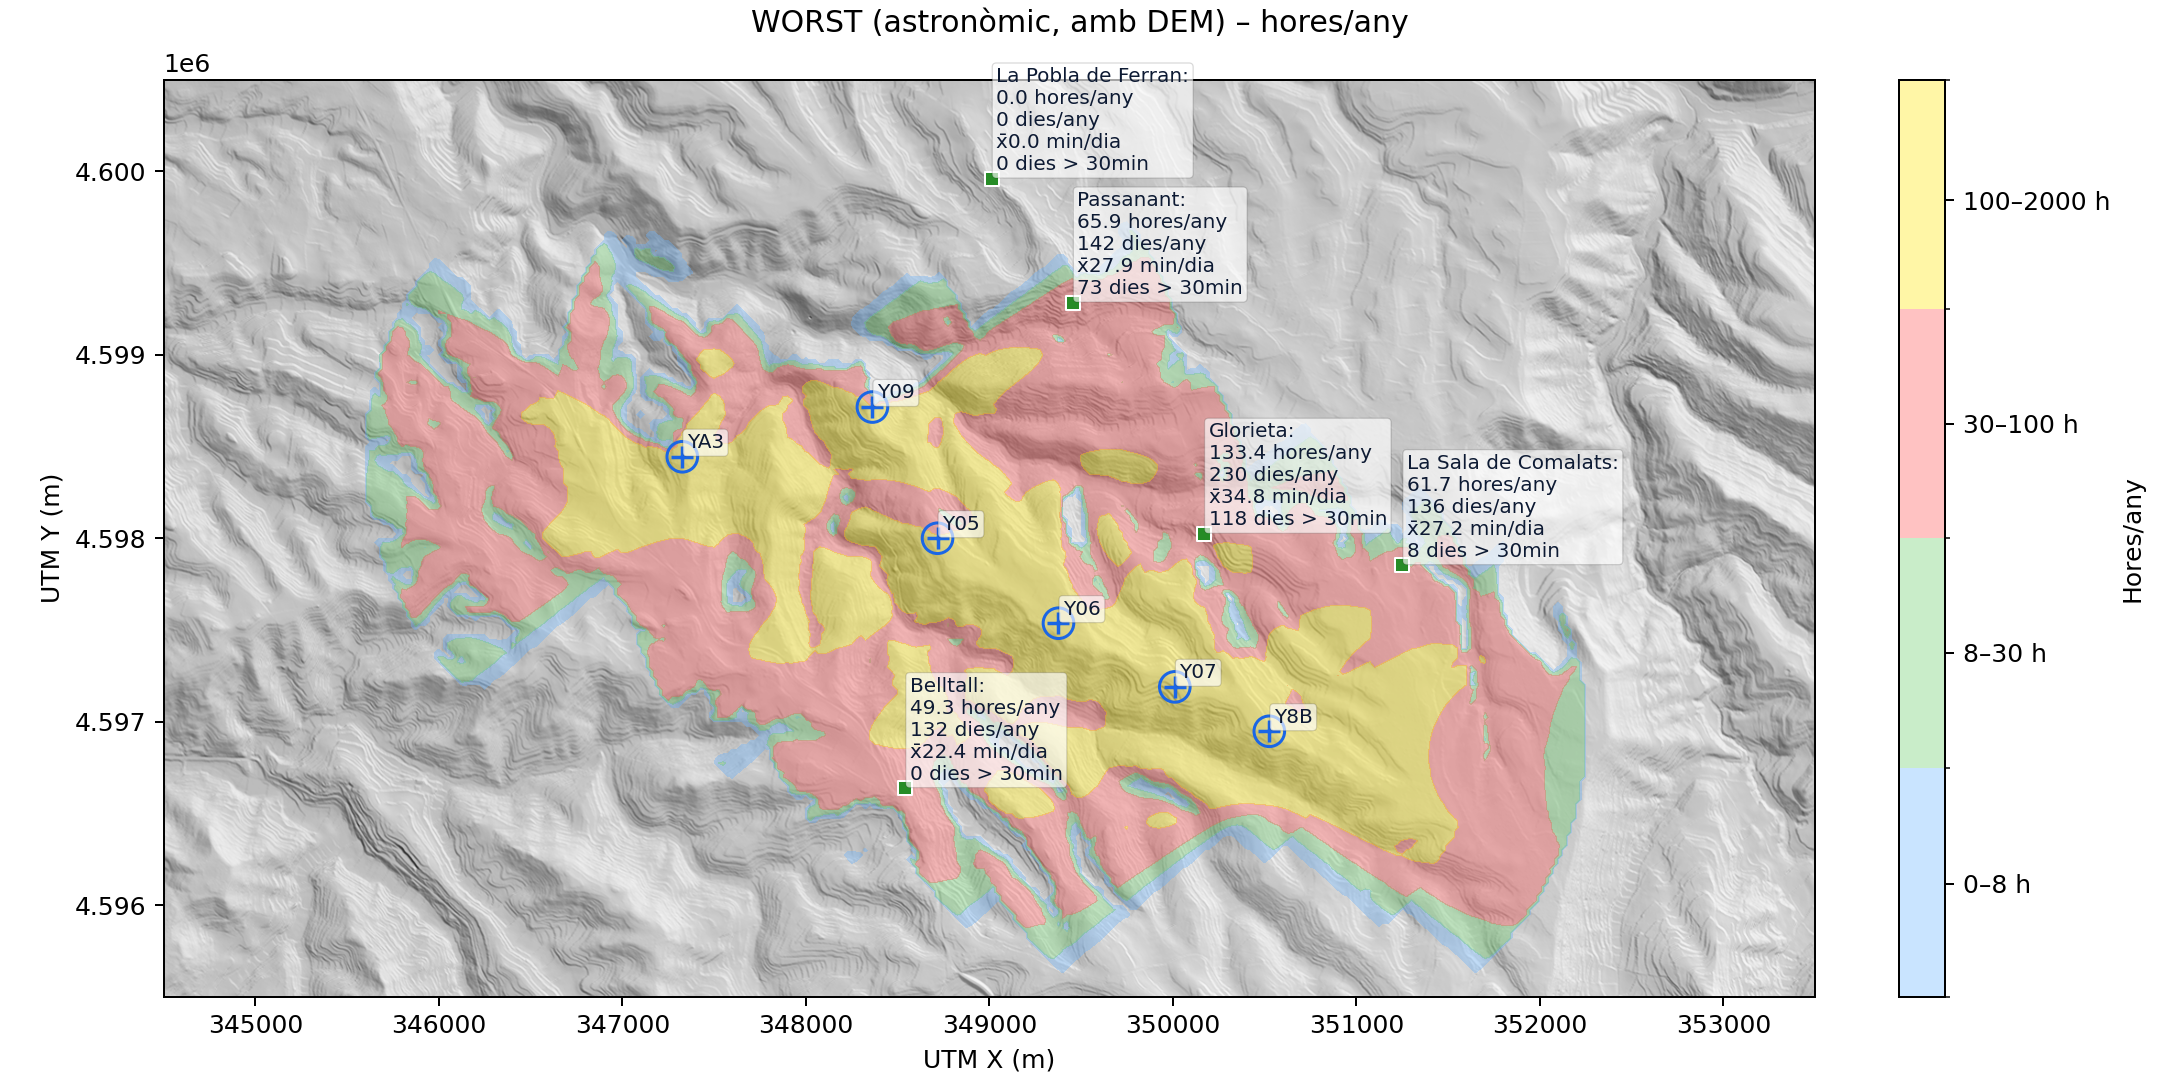 WORST (astronòmic, amb DEM) – hores/any
1e6
La Pobla de Ferran:
0.0 hores/any
0 dies/any
x̄0.0 min/dia
0 dies > 30min
Passanant:
65.9 hores/any
142 dies/any
x̄27.9 min/dia
73 dies > 30min
Glorieta:
133.4 hores/any
230 dies/any
x̄34.8 min/dia
118 dies > 30min
La Sala de Comalats:
61.7 hores/any
136 dies/any
x̄27.2 min/dia
8 dies > 30min
Belltall:
49.3 hores/any
132 dies/any
x̄22.4 min/dia
0 dies > 30min
Y09
YA3
Y05
Y06
Y07
Y8B
4.600
4.599
4.598
4.597
4.596
UTM Y (m)
345000
346000
347000
348000
349000
350000
351000
352000
353000
UTM X (m)
100–2000 h
30–100 h
8–30 h
0–8 h
Hores/any